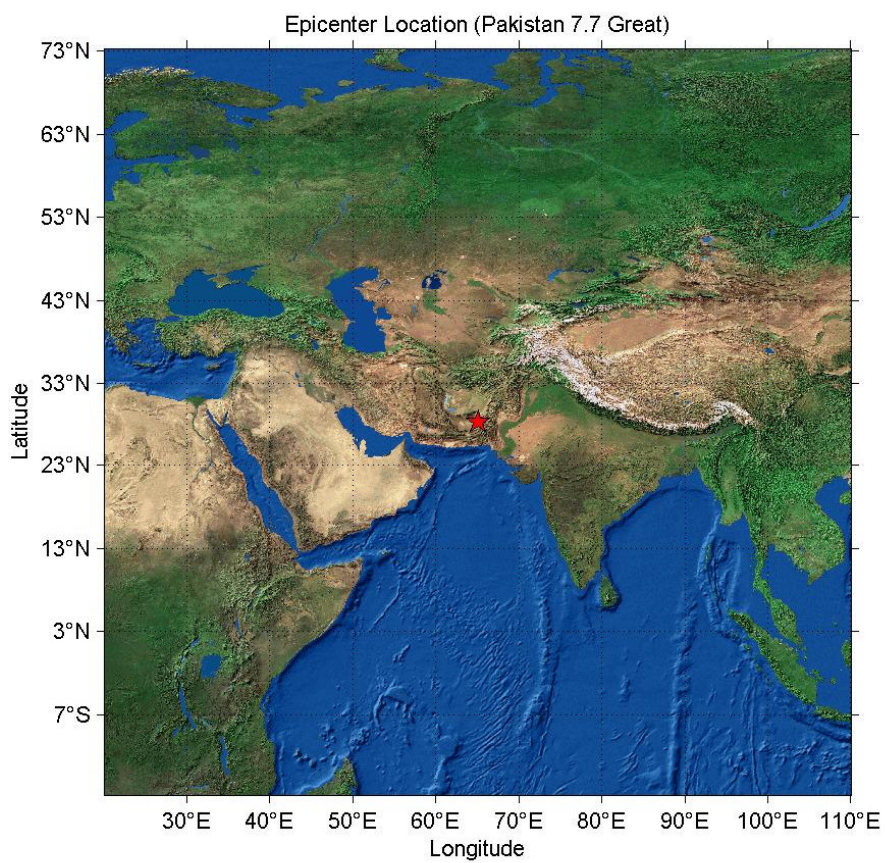 Epicenter Location (Pakistan 7.7 Great)
73°N
63°N
53°N
43°N
33°N
23°N
13°N
3°N
7°S
Latitude
30°E 40°E 50°E 60°E 70°E 80°E 90°E 100°E 110°E
Longitude